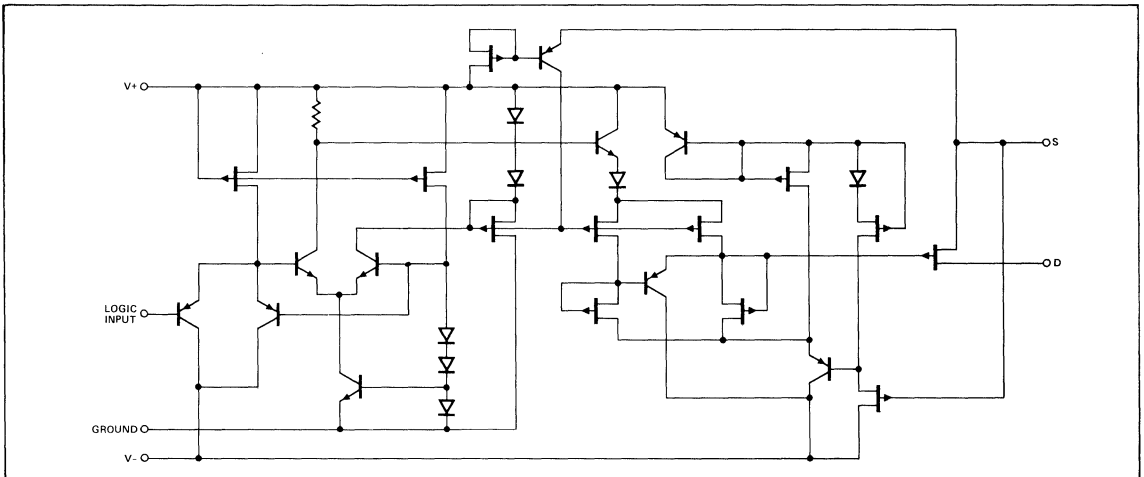 V+
S
D
LOGIC
INPUT
GROUND
V-